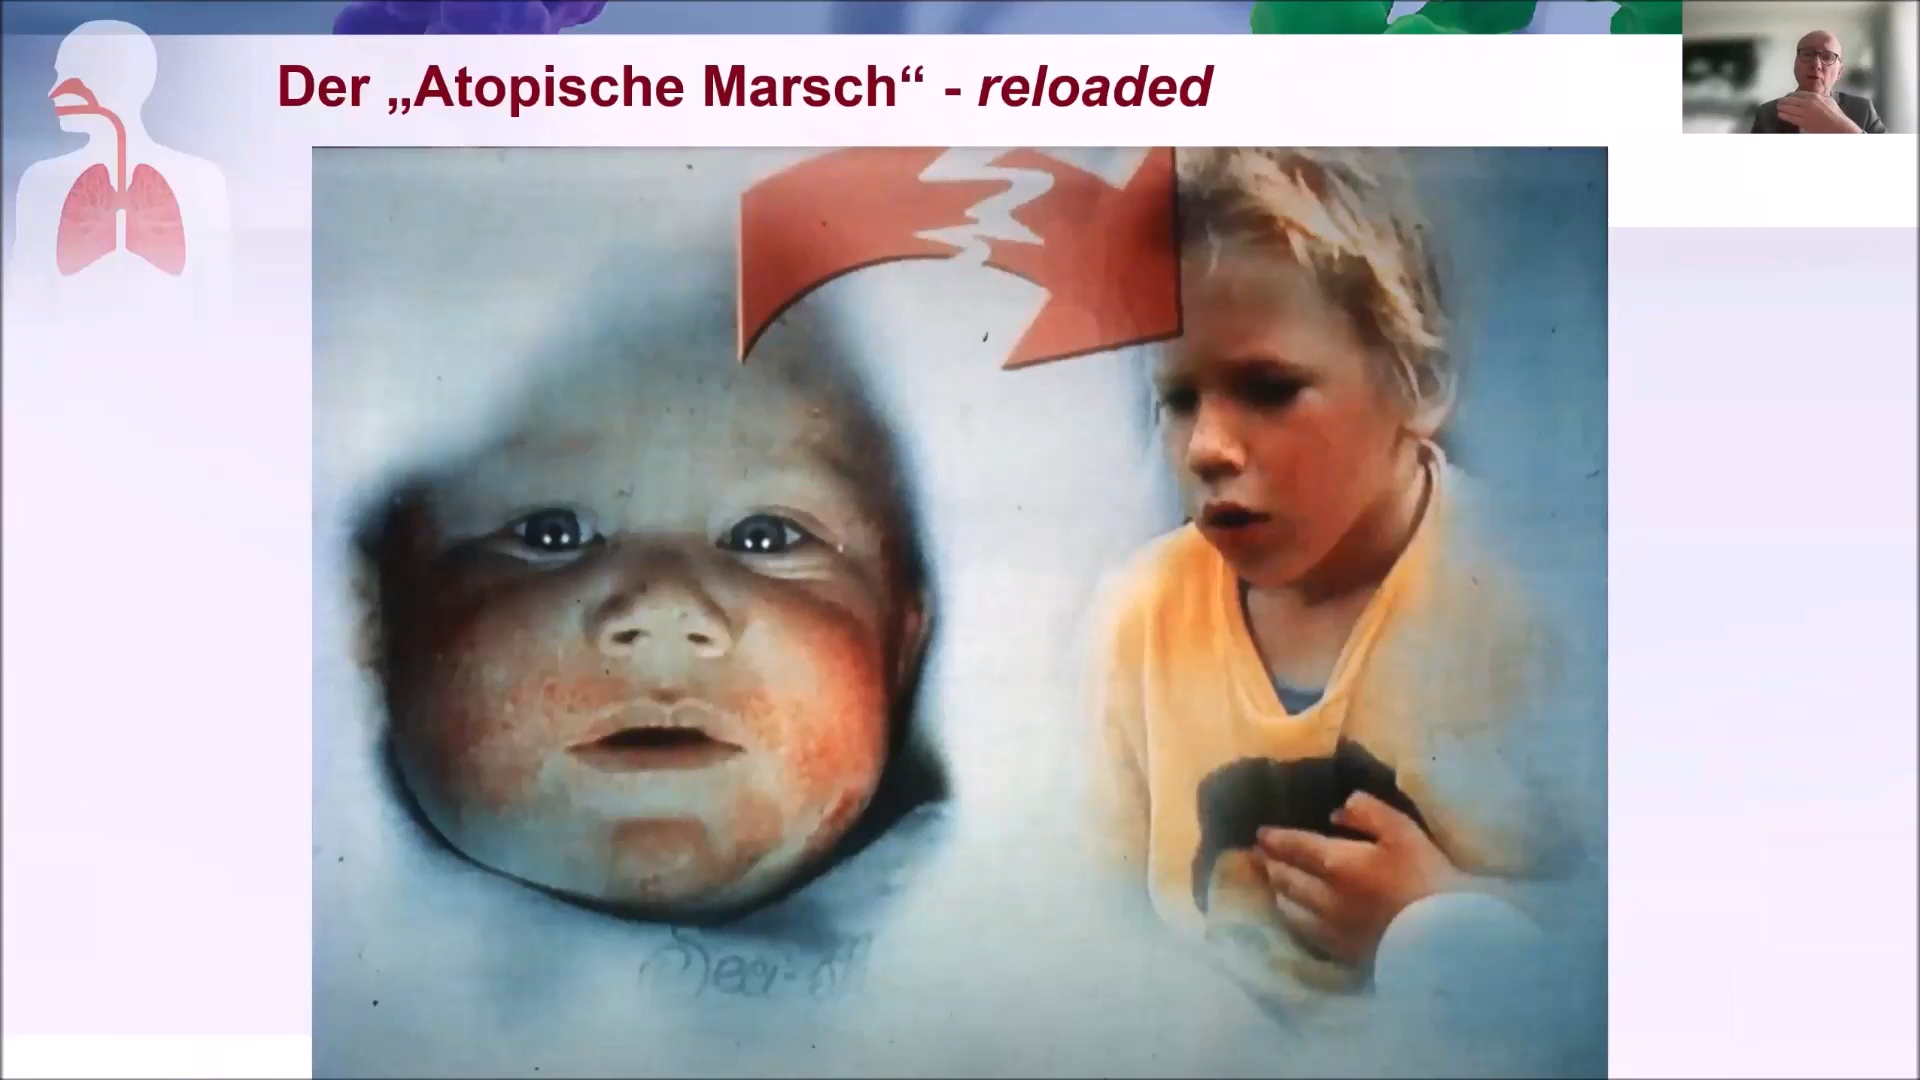 Der „Atopische Marsch“ - reloaded